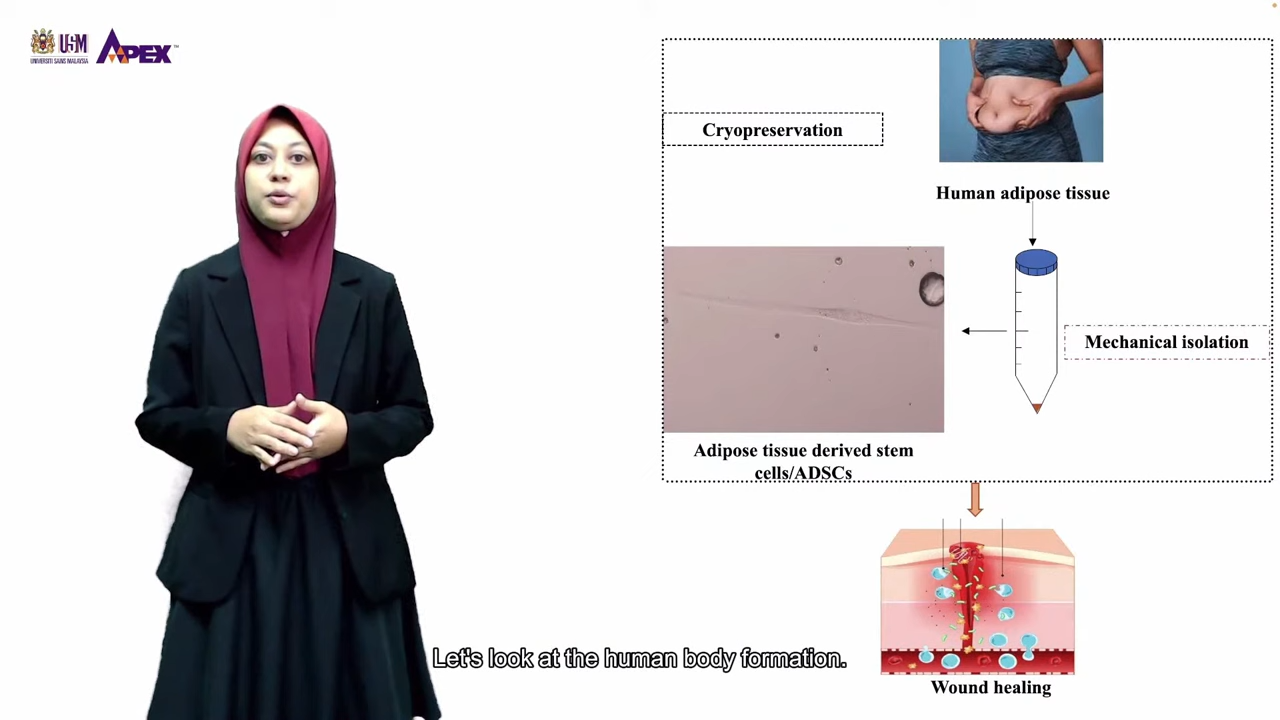 USM
UNIVERSITI SAINS MALAYSIA
APEX™
Cryopreservation
Human adipose tissue
Mechanical isolation
Adipose tissue derived stem
cells/ADSCs
Let's look at the human body formation.
Wound healing